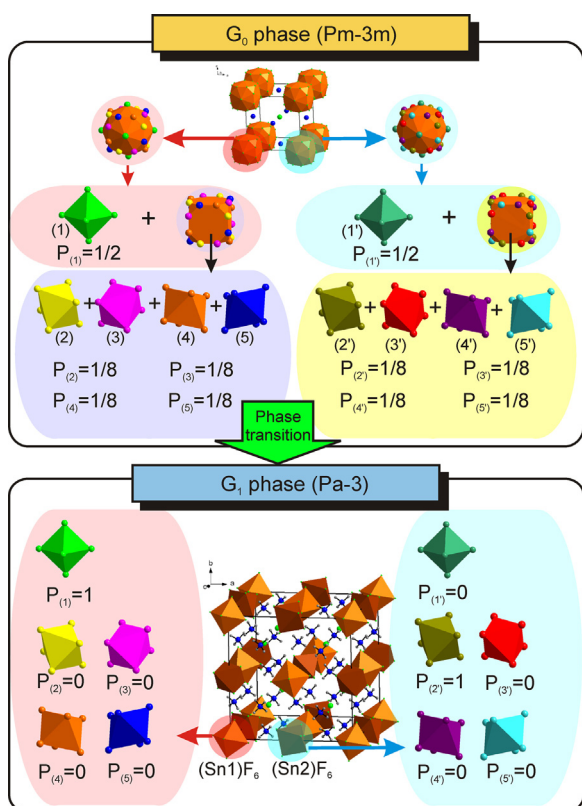 G₀ phase (Pm-3m)
(1) + (1') +
P₍₁₎=1/2 P₍₁'₎=1/2
+ + + + + +
(2) (3) (4) (5) (2') (3') (4') (5')
P₍₂₎=1/8 P₍₃₎=1/8 P₍₂'₎=1/8 P₍₃'₎=1/8
P₍₄₎=1/8 P₍₅₎=1/8 P₍₄'₎=1/8 P₍₅'₎=1/8
Phase
transition
G₁ phase (Pa-3)
b
c a
P₍₁₎=1 P₍₁'₎=0
P₍₂₎=0 P₍₃₎=0 P₍₂'₎=1 P₍₃'₎=0
P₍₄₎=0 P₍₅₎=0 (Sn1)F₆ (Sn2)F₆ P₍₄'₎=0 P₍₅'₎=0